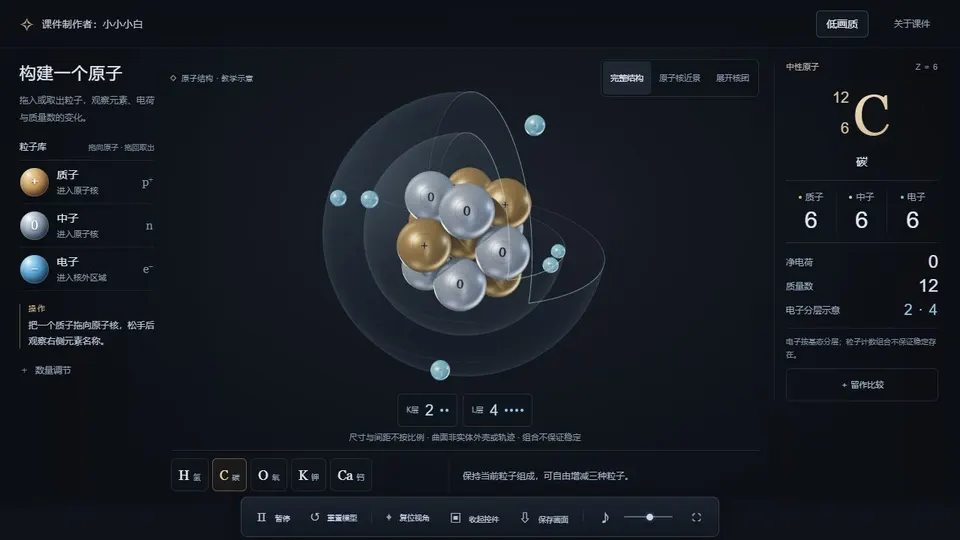 课件制作者：小小小白
低画质
关于课件
构建一个原子
拖入或取出粒子，观察元素、电荷
与质量数的变化。
粒子库
拖向原子 · 拖回取出
+
质子
进入原子核
p⁺
0
中子
进入原子核
n
−
电子
进入核外区域
e⁻
操作
把一个质子拖向原子核，松手后
观察右侧元素名称。
+ 数量调节
原子结构 · 教学示意
完整结构
原子核近景
展开核团
0
0
+
+
0
0
K层 2
L层 4
尺寸与间距不按比例 · 曲面非实体外壳或轨迹 · 组合不保证稳定
H 氢
C 碳
O 氧
K 钾
Ca 钙
保持当前粒子组成，可自由增减三种粒子。
暂停
重置模型
复位视角
收起控件
保存画面
中性原子
Z = 6
12
6
C
碳
质子
6
中子
6
电子
6
净电荷
0
质量数
12
电子分层示意
2 · 4
电子按基态分层；粒子计数组合不保证稳定存
在。
+ 留作比较